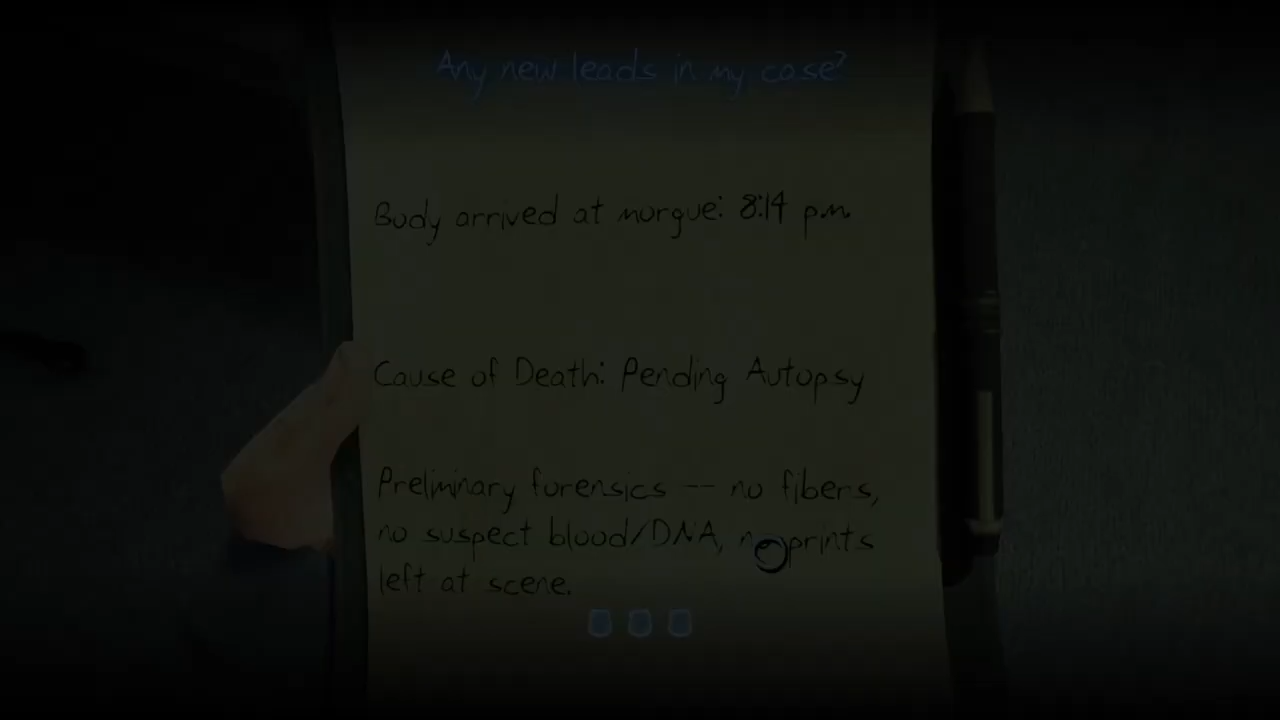 Any new leads in my case?
Body arrived at morgue: 8:14 p.m.
Cause of Death: Pending Autopsy
Preliminary forensics -- no fibers,
no suspect blood/DNA, no prints
left at scene.